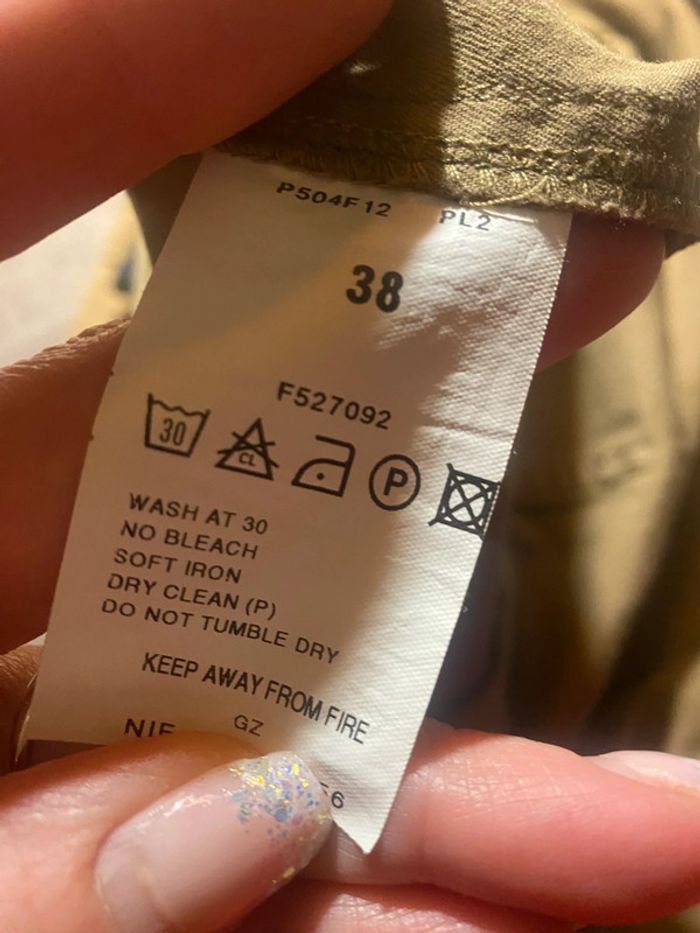 P504F12 PL2
38
F527092
30 CL P
WASH AT 30
NO BLEACH
SOFT IRON
DRY CLEAN (P)
DO NOT TUMBLE DRY
KEEP AWAY FROM FIRE
GZ